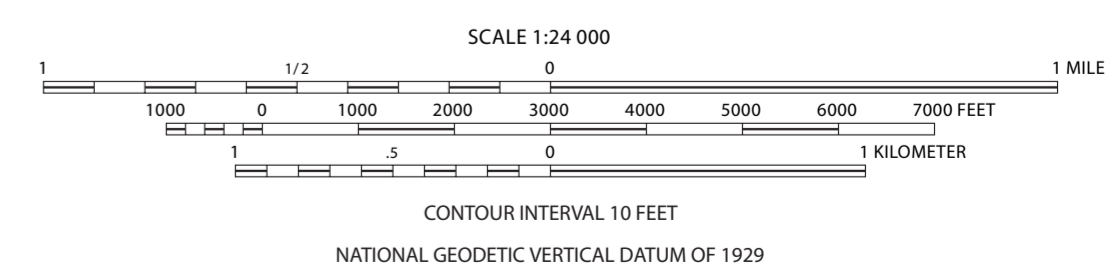 SCALE 1:24 000
1 1/2 0 1 MILE
1000 0 1000 2000 3000 4000 5000 6000 7000 FEET
1 .5 0 1 KILOMETER
CONTOUR INTERVAL 10 FEET
NATIONAL GEODETIC VERTICAL DATUM OF 1929